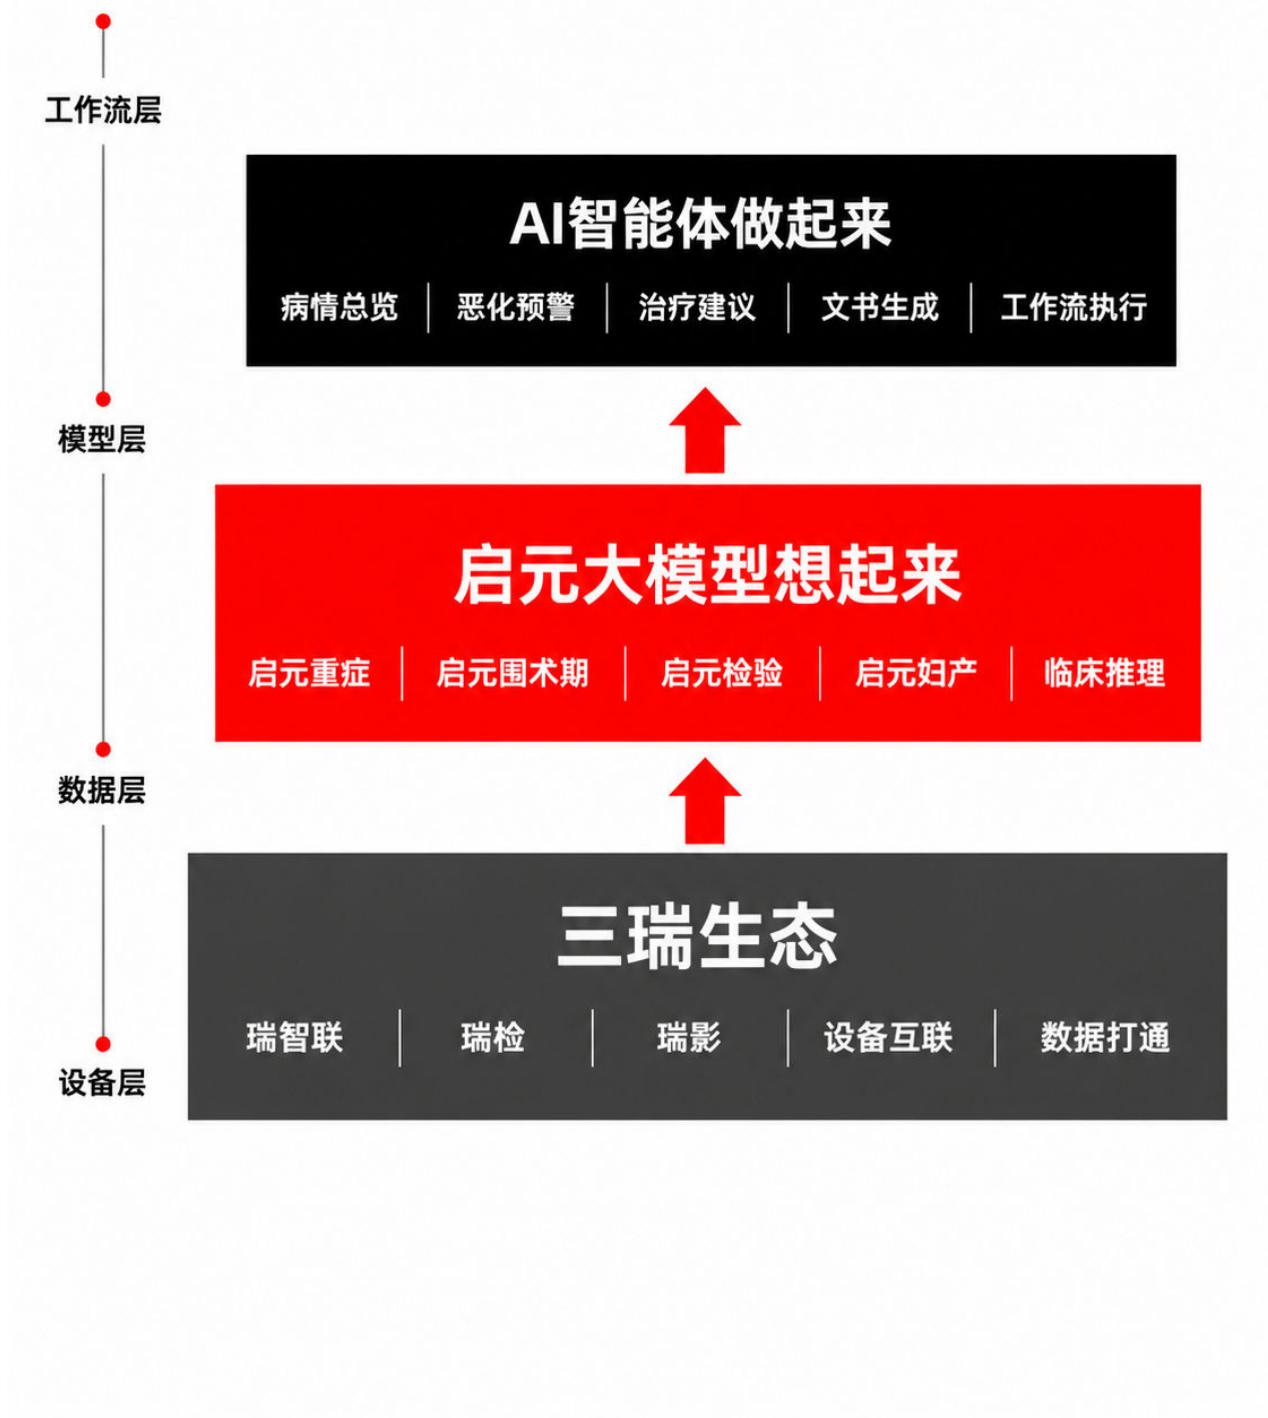 工作流层
AI智能体做起来
病情总览 恶化预警 治疗建议 文书生成 工作流执行
模型层
启元大模型想起来
启元重症 启元围术期 启元检验 启元妇产 临床推理
数据层
三瑞生态
瑞智联 瑞检 瑞影 设备互联 数据打通
设备层